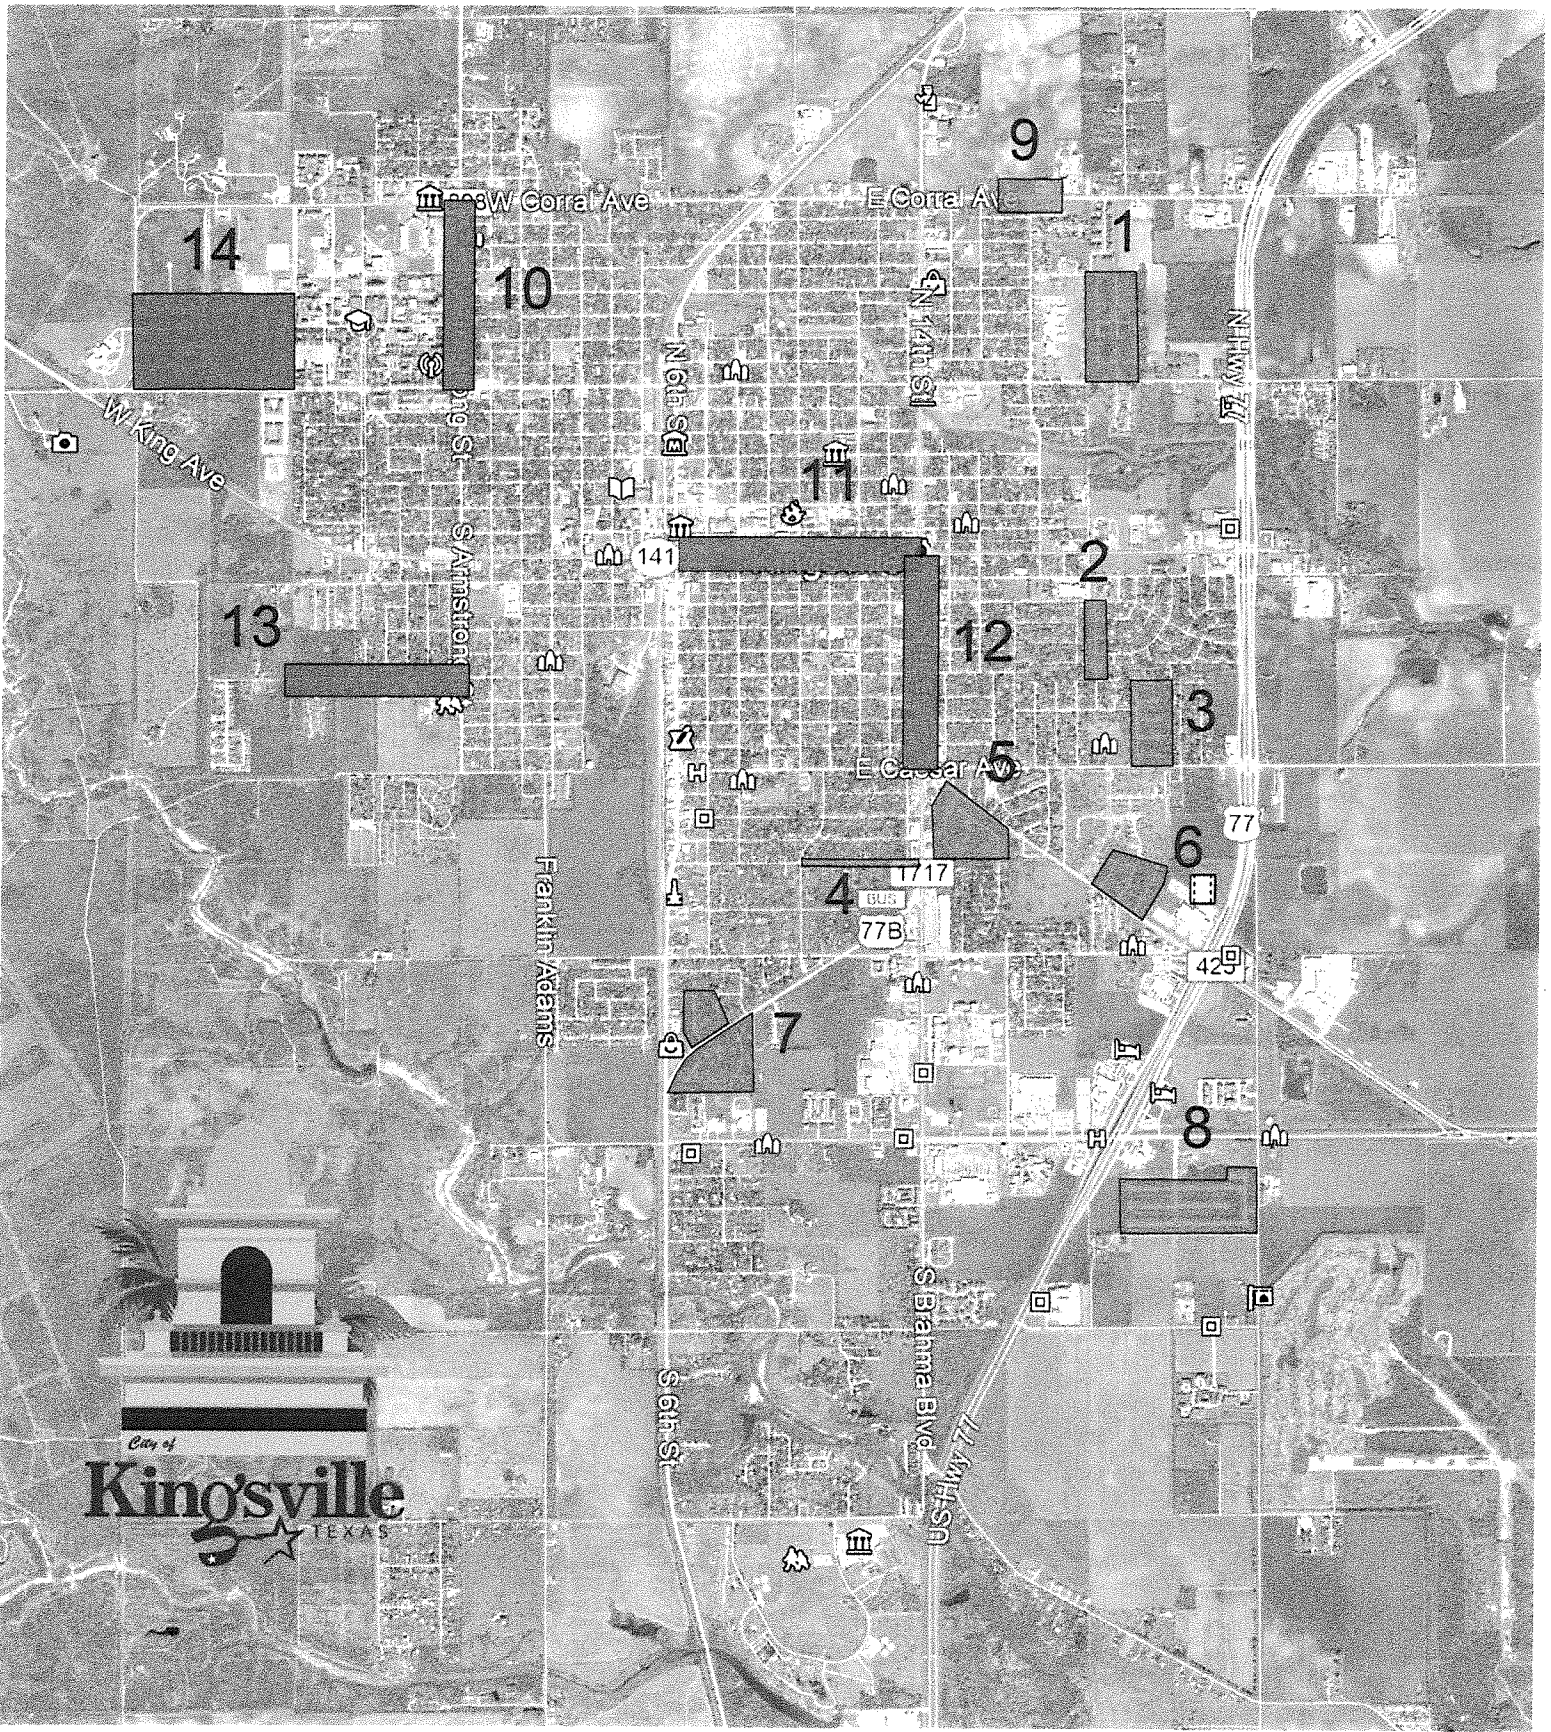 9
W Corral Ave
E Corral Ave
1
14
10
N 14th St
N Hwy 77
N 6th St
W King Ave
11
S Armstrong St
141
2
13
12
3
E Caesar Ave
5
77
6
1717
4
BUS
77B
Franklin Adams
425
7
8
S Brahma Blvd
S 6th St
US Hwy 77
City of
Kingsville
TEXAS